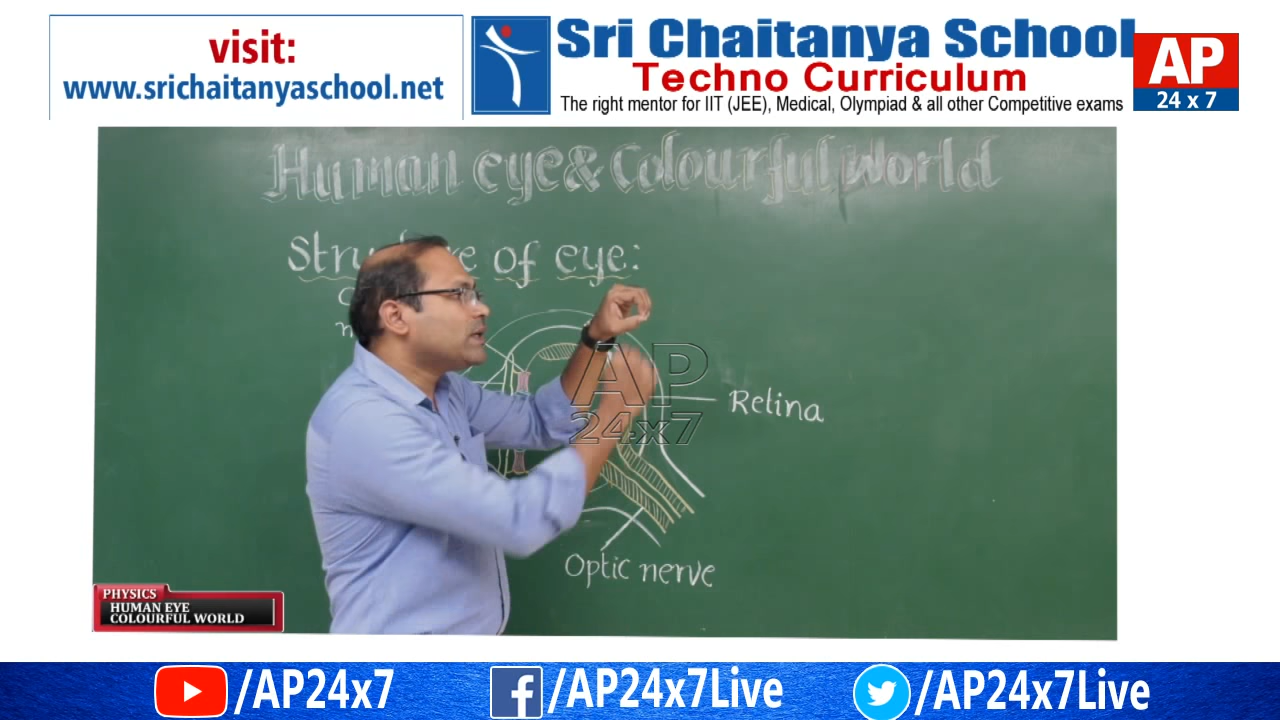 visit:
www.srichaitanyaschool.net
Sri Chaitanya School
Techno Curriculum
The right mentor for IIT (JEE), Medical, Olympiad & all other Competitive exams
AP
24 x 7
Human eye & Colourful World
of eye:
AP
24x7
Retina
Optic nerve
PHYSICS
HUMAN EYE
COLOURFUL WORLD
/AP24x7
/AP24x7Live
/AP24x7Live